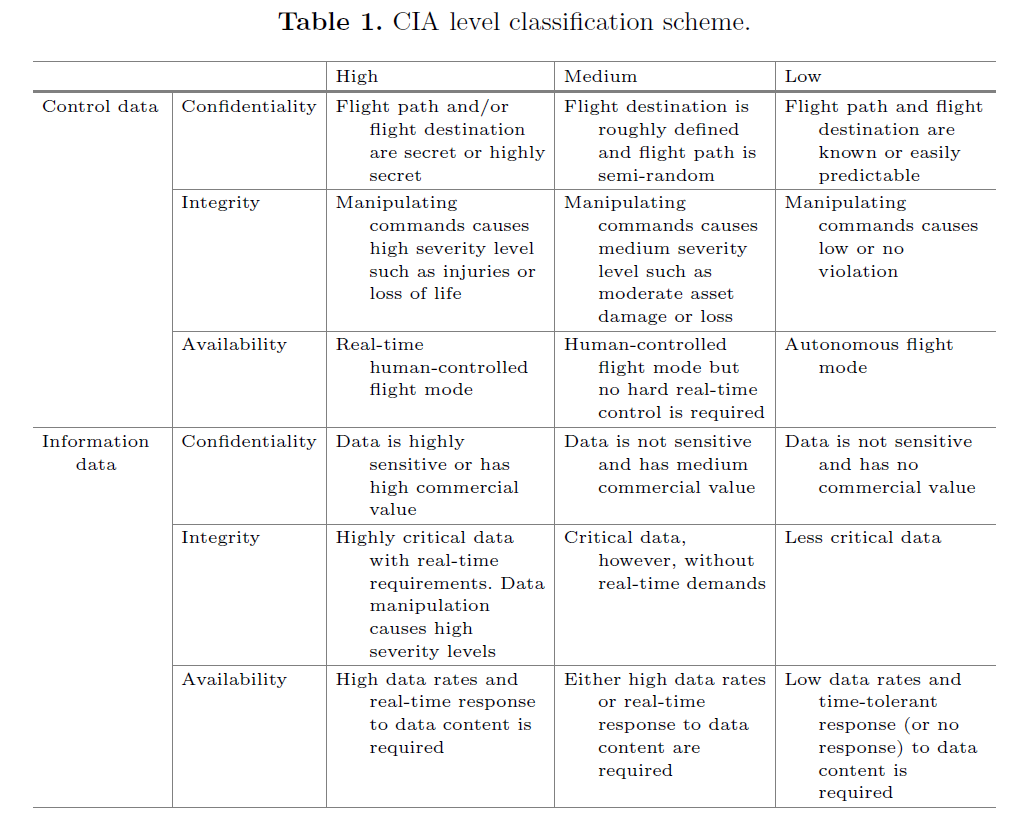 Table 1. CIA level classification scheme.
High Medium Low
Control data Confidentiality Flight path and/or Flight destination is Flight path and flight
flight destination roughly defined destination are
are secret or highly and flight path is known or easily
secret semi-random predictable
Integrity Manipulating Manipulating Manipulating
commands causes commands causes commands causes
high severity level medium severity low or no
such as injuries or level such as violation
loss of life moderate asset
damage or loss
Availability Real-time Human-controlled Autonomous flight
human-controlled flight mode but mode
flight mode no hard real-time
control is required
Information Confidentiality Data is highly Data is not sensitive Data is not sensitive
data sensitive or has and has medium and has no
high commercial commercial value commercial value
value
Integrity Highly critical data Critical data, Less critical data
with real-time however, without
requirements. Data real-time demands
manipulation
causes high
severity levels
Availability High data rates and Either high data rates Low data rates and
real-time response or real-time time-tolerant
to data content is response to data response (or no
required content are response) to data
required content is
required